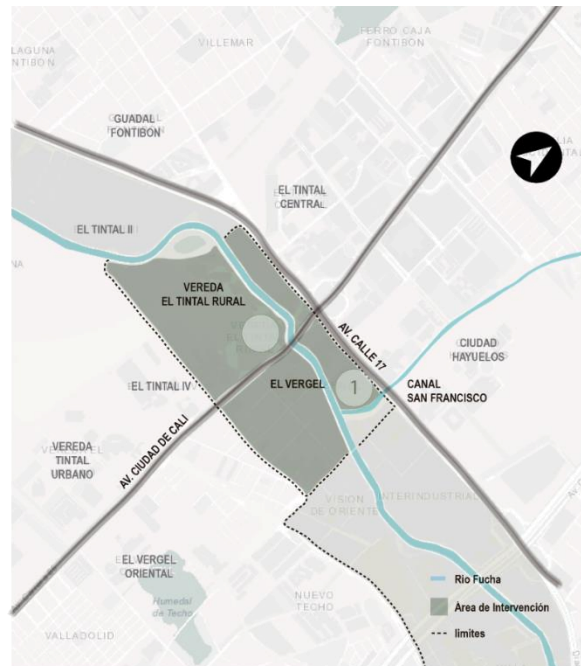 LAGUNA
FONTIBON
VILLEMAR
FERRO CAJA
FONTIBON
GUADAL
FONTIBON
EL TINTAL
CENTRAL
EL TINTAL II
VEREDA
EL TINTAL RURAL
AV. CALLE 17
CIUDAD
HAYUELOS
EL VERGEL
1
CANAL
SAN FRANCISCO
EL TINTAL IV
AV. CIUDAD DE CALI
VEREDA
TINTAL
URBANO
VISION
DE ORIENTE
INTERINDUSTRIAL
EL VERGEL
ORIENTAL
Humedal
de Techo
NUEVO
TECHO
VALLADOLID
Rio Fucha
Área de Intervención
limites